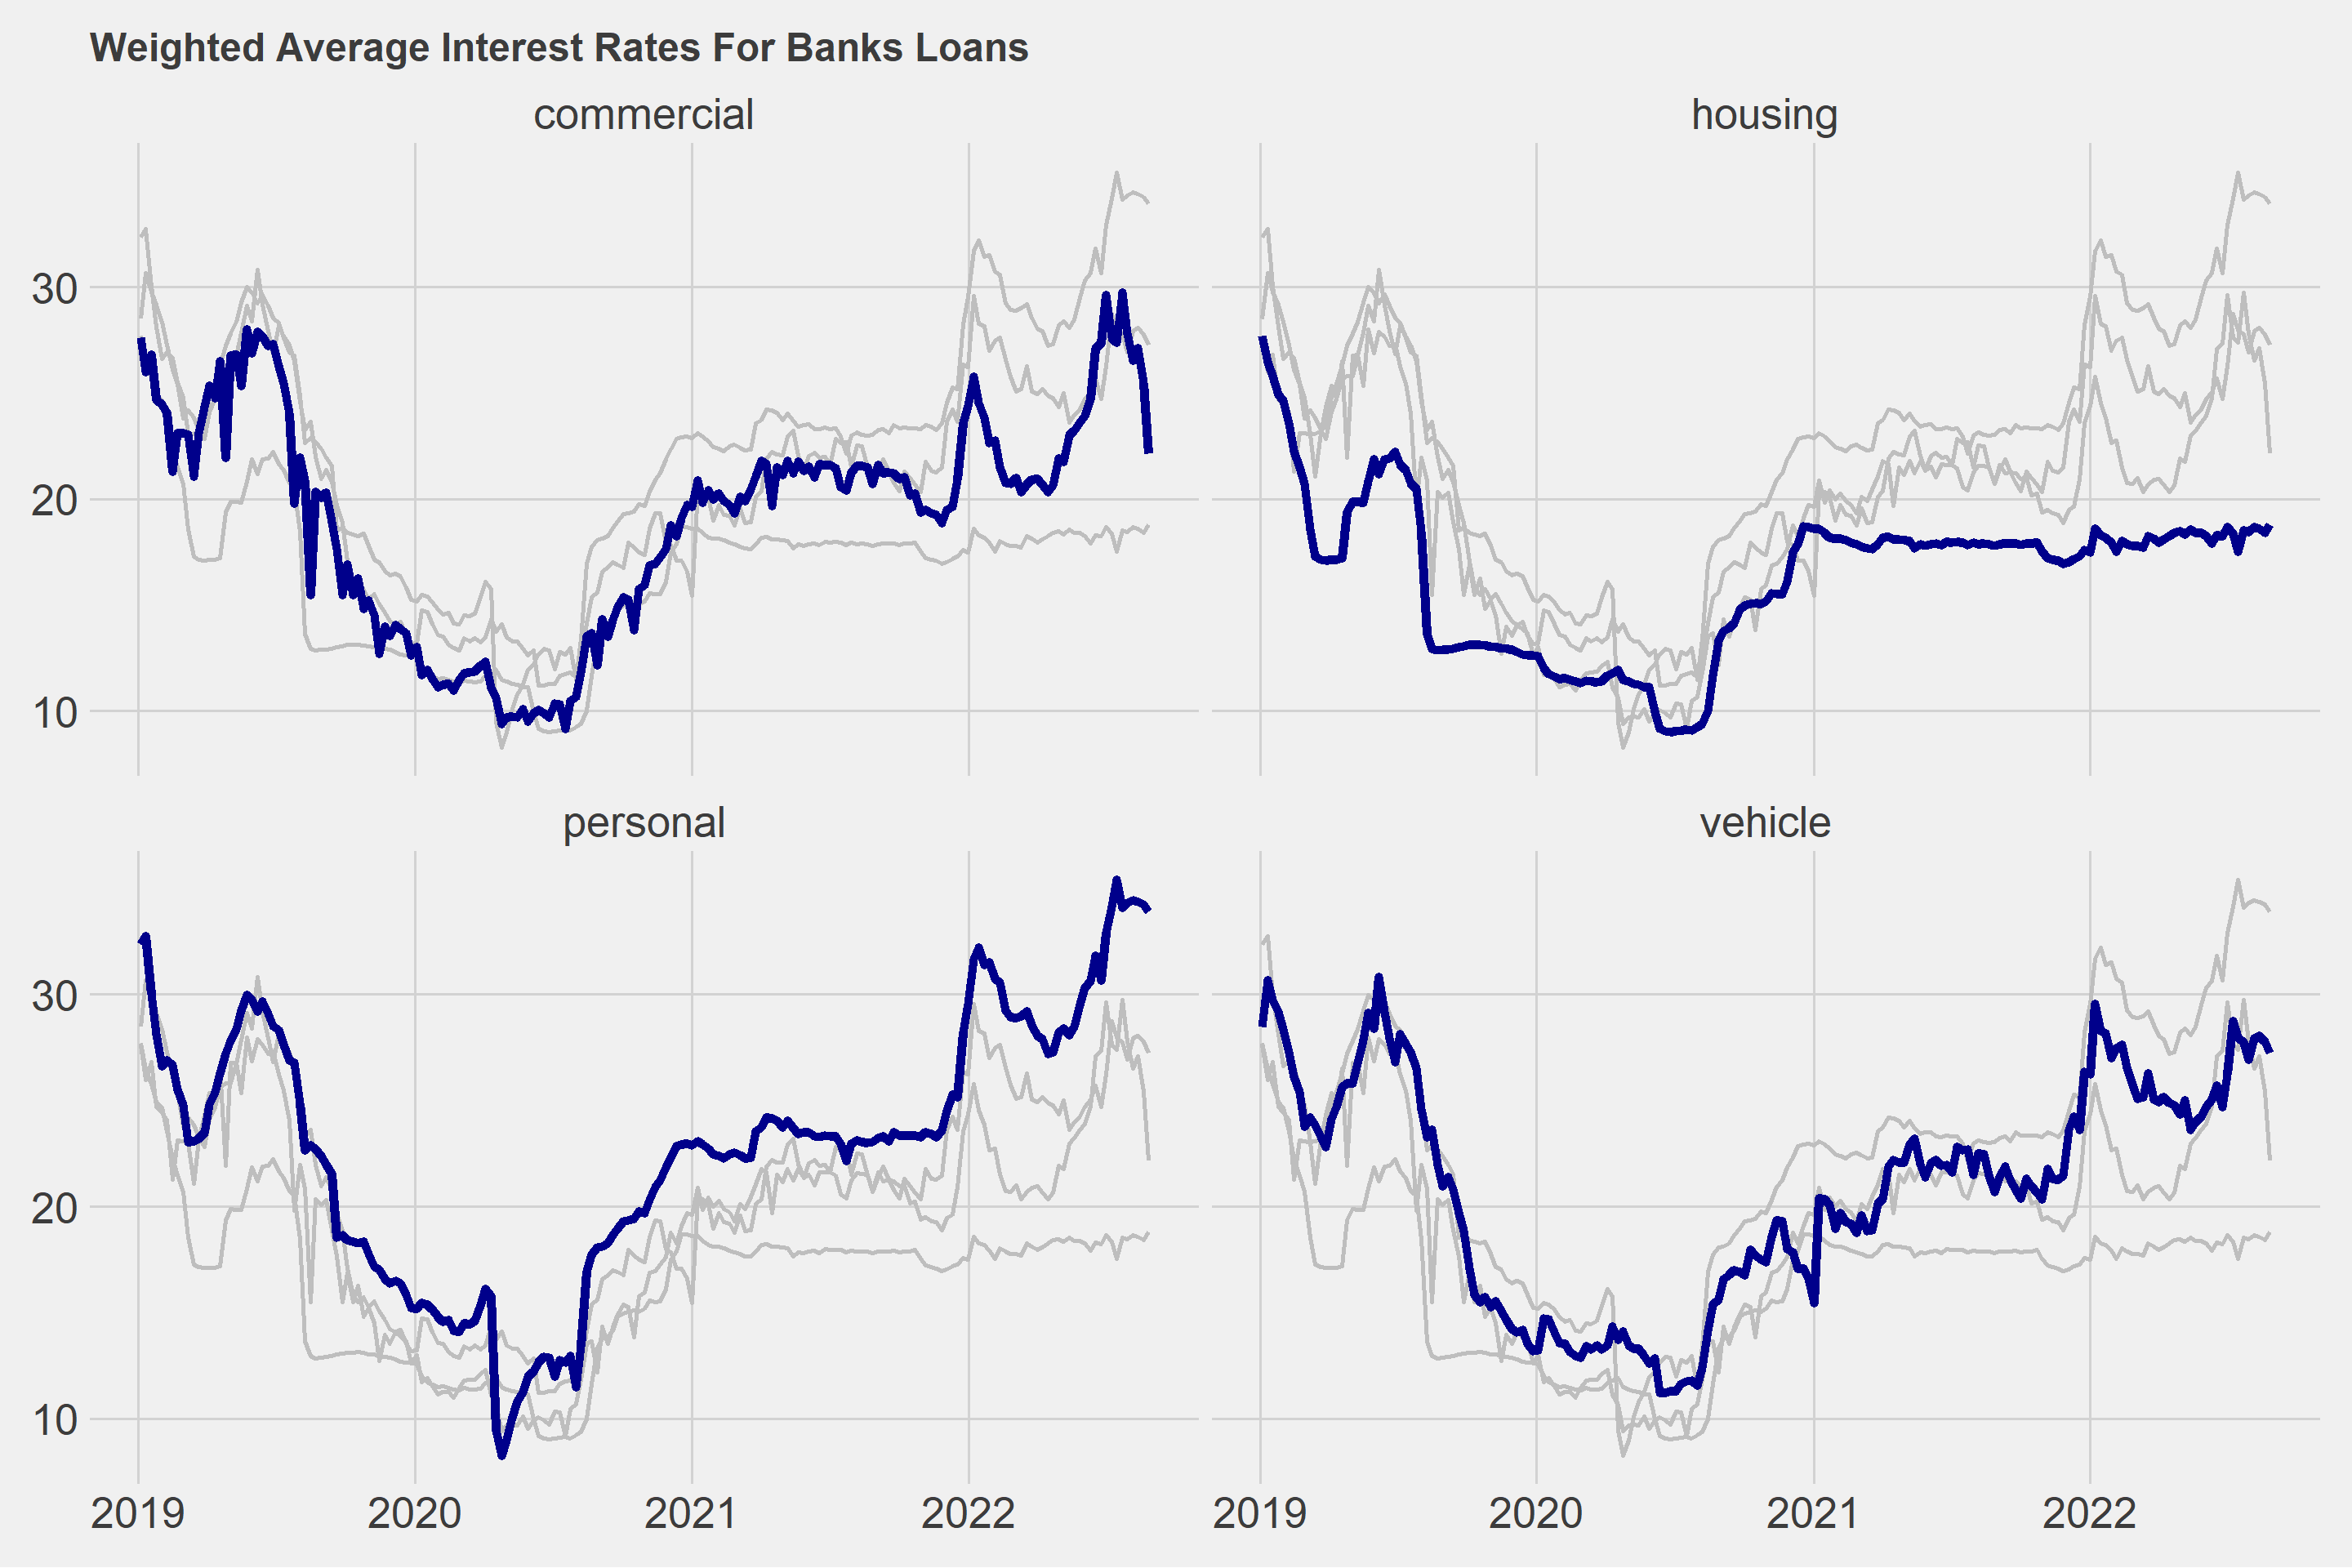 Weighted Average Interest Rates For Banks Loans
commercial
housing
30
20
10
personal
vehicle
30
20
10
2019 2020 2021 2022 2019 2020 2021 2022